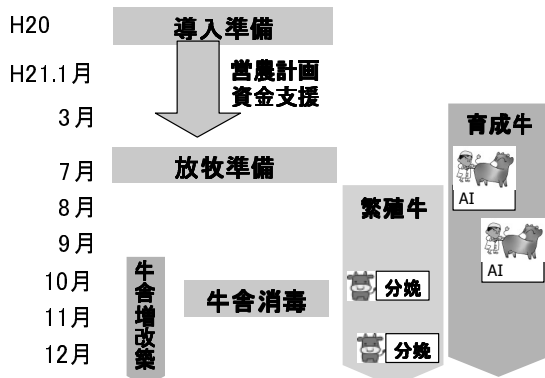 H20
導入準備
H21.1月
営農計画
資金支援
3月
育成牛
7月
放牧準備
AI
8月
繁殖牛
9月
AI
10月
牛舎増改築
牛舎消毒
分娩
11月
12月
分娩